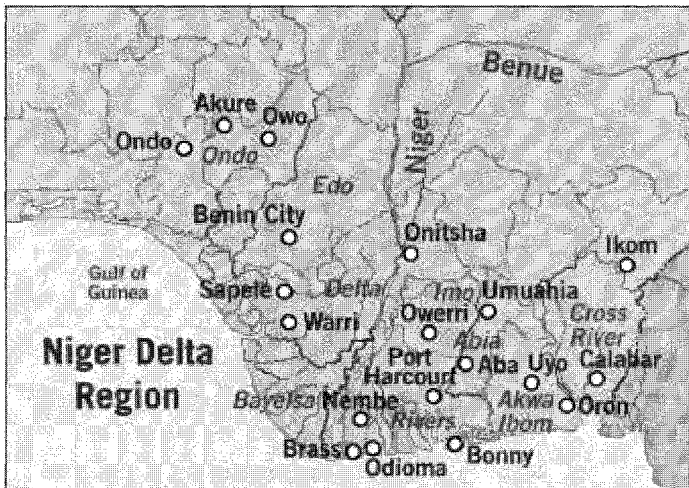 Benue
Akure
Owo
Ondo
Ondo
Niger
Edo
Benin City
Onitsha
Ikom
Gulf of
Guinea
Sapele
Delta
Imo
Umuahia
Warri
Owerri
Cross
River
Abia
Niger Delta
Region
Port
Harcourt
Aba
Uyo
Calabar
Bayelsa
Nembe
Rivers
Akwa
Ibom
Oron
Brass
Odioma
Bonny